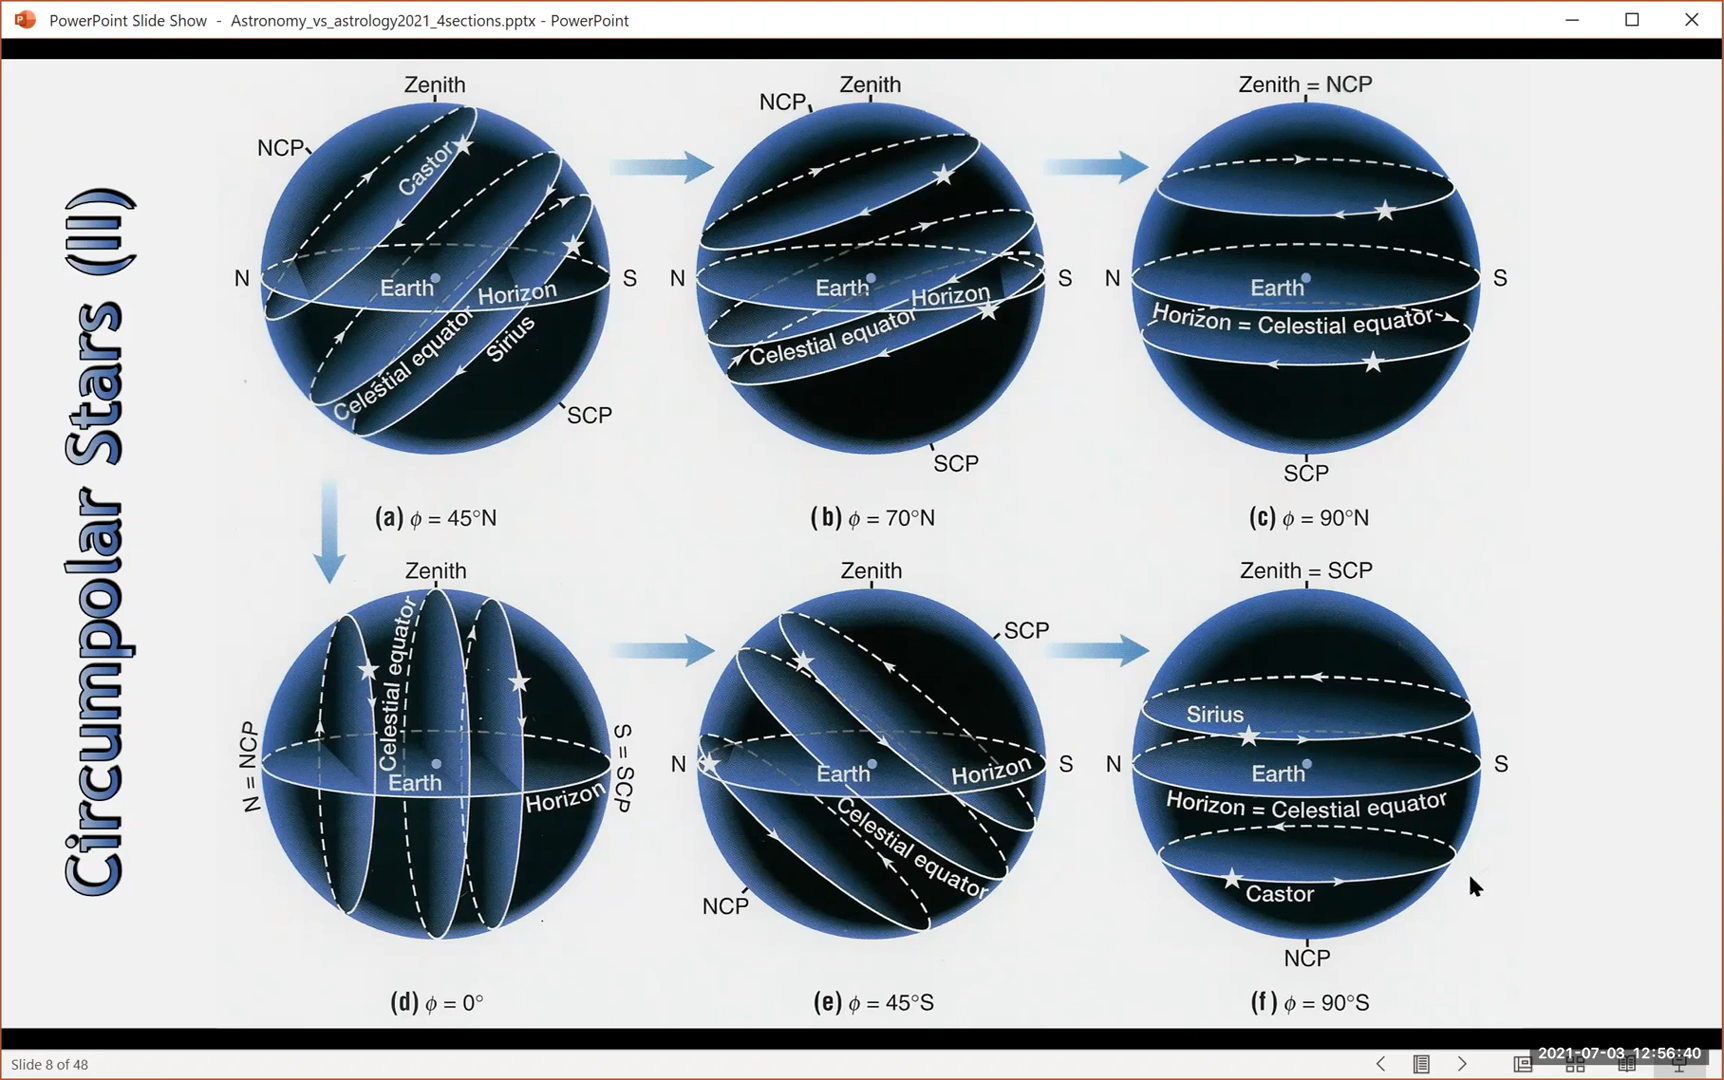 PowerPoint Slide Show - Astronomy_vs_astrology2021_4sections.pptx - PowerPoint
Circumpolar Stars (II)
Zenith
NCP
Castor
N
S
Earth
Horizon
Celestial equator
Sirius
SCP
(a) ϕ = 45°N
Zenith
NCP
N
S
Earth
Horizon
Celestial equator
SCP
(b) ϕ = 70°N
Zenith = NCP
N
S
Earth
Horizon = Celestial equator
SCP
(c) ϕ = 90°N
Zenith
Celestial equator
N = NCP
S = SCP
Earth
Horizon
(d) ϕ = 0°
Zenith
SCP
N
S
Earth
Horizon
Celestial equator
NCP
(e) ϕ = 45°S
Zenith = SCP
Sirius
N
S
Earth
Horizon = Celestial equator
Castor
NCP
(f) ϕ = 90°S
Slide 8 of 48
2021-07-03 12:56:40